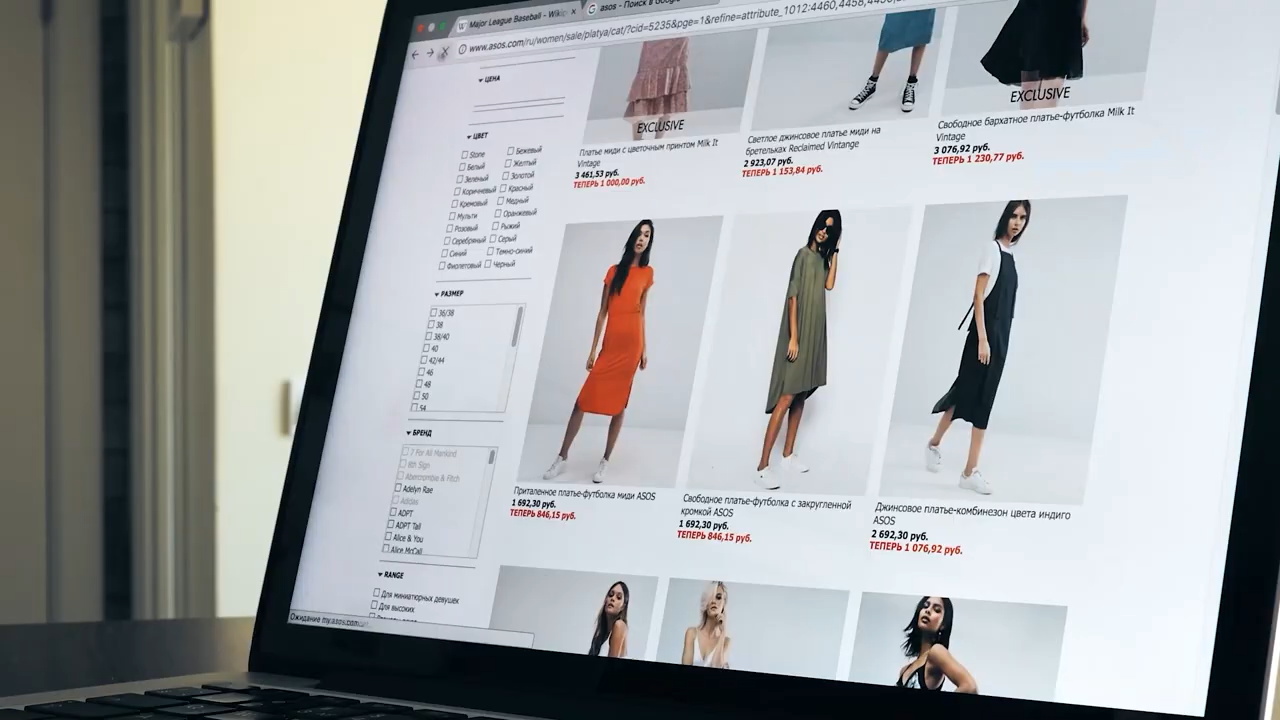 Major League Baseball - Wiki
asos - Поиск в Google
www.asos.com/ru/women/sale/platya/cat/?cid=5235&pge=1&refine=attribute_1012:4460,4458,
ЦЕНА
ЦВЕТ
Stone
Бежевый
Белый
Желтый
Зеленый
Золотой
Коричневый
Красный
Кремовый
Медный
Мульти
Оранжевый
Розовый
Рыжий
Серебряный
Серый
Синий
Темно-синий
Фиолетовый
Черный
РАЗМЕР
36/38
38
38/40
40
42/44
46
48
50
54
БРЕНД
7 For All Mankind
8th Sign
Abercrombie & Fitch
Adelyn Rae
Adidas
ADPT
ADPT Tall
Alice & You
Alice McCall
RANGE
Для миниатюрных девушек
Для высоких
Ожидание my.asos.com
EXCLUSIVE
Платье миди с цветочным принтом Milk It
Vintage
3 461,53 руб.
ТЕПЕРЬ 1 000,00 руб.
Светлое джинсовое платье миди на
бретельках Reclaimed Vintange
2 923,07 руб.
ТЕПЕРЬ 1 153,84 руб.
EXCLUSIVE
Свободное бархатное платье-футболка Milk It
Vintage
3 076,92 руб.
ТЕПЕРЬ 1 230,77 руб.
Приталенное платье-футболка миди ASOS
1 692,30 руб.
ТЕПЕРЬ 846,15 руб.
Свободное платье-футболка с закругленной
кромкой ASOS
1 692,30 руб.
ТЕПЕРЬ 846,15 руб.
Джинсовое платье-комбинезон цвета индиго
ASOS
2 692,30 руб.
ТЕПЕРЬ 1 076,92 руб.